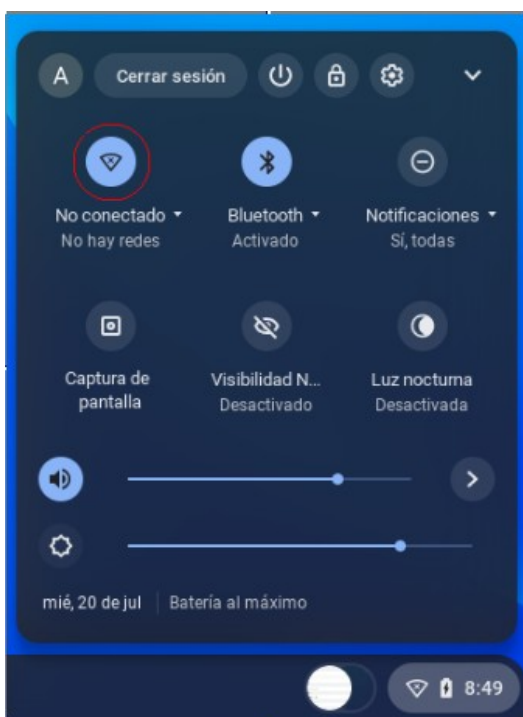 A Cerrar sesión
No conectado Bluetooth Notificaciones
No hay redes Activado Sí, todas
Captura de pantalla
Visibilidad N... Luz nocturna
Desactivado Desactivada
mié, 20 de jul Batería al máximo
8:49